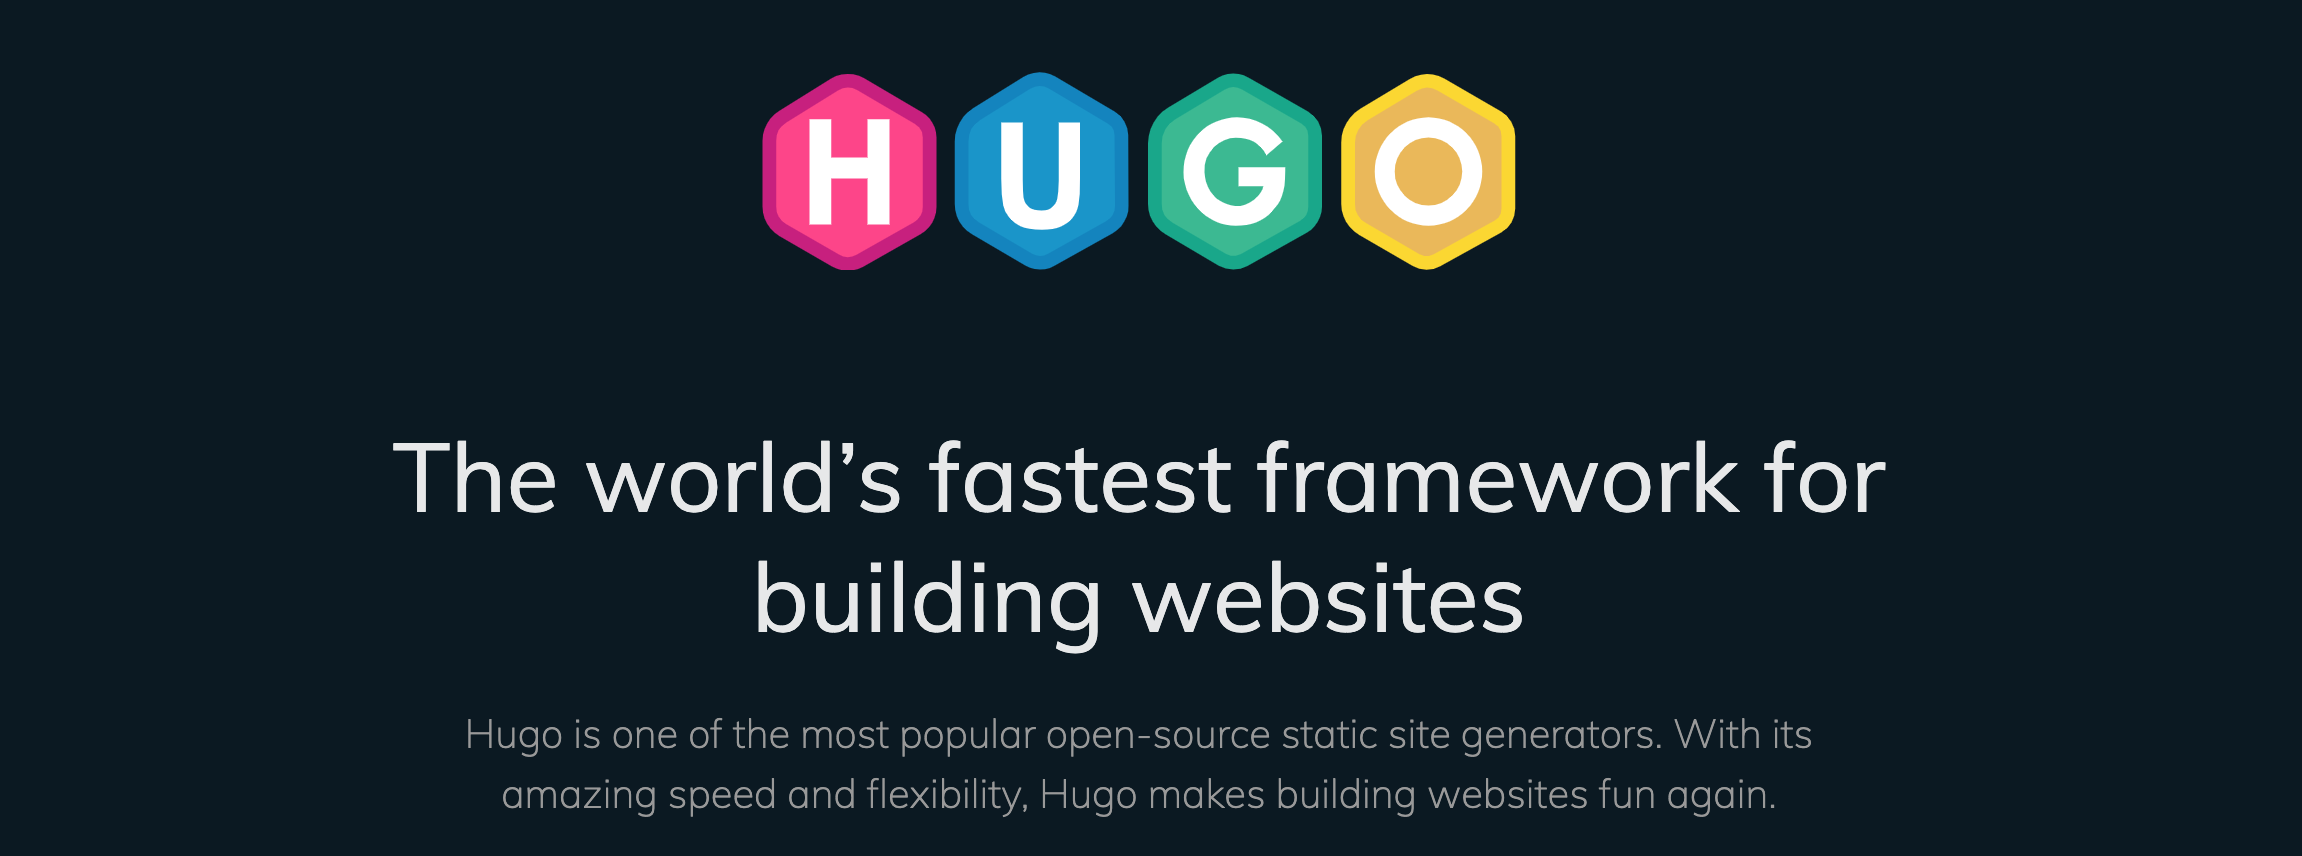 HUGO
The world’s fastest framework for
building websites
Hugo is one of the most popular open-source static site generators. With its
amazing speed and flexibility, Hugo makes building websites fun again.